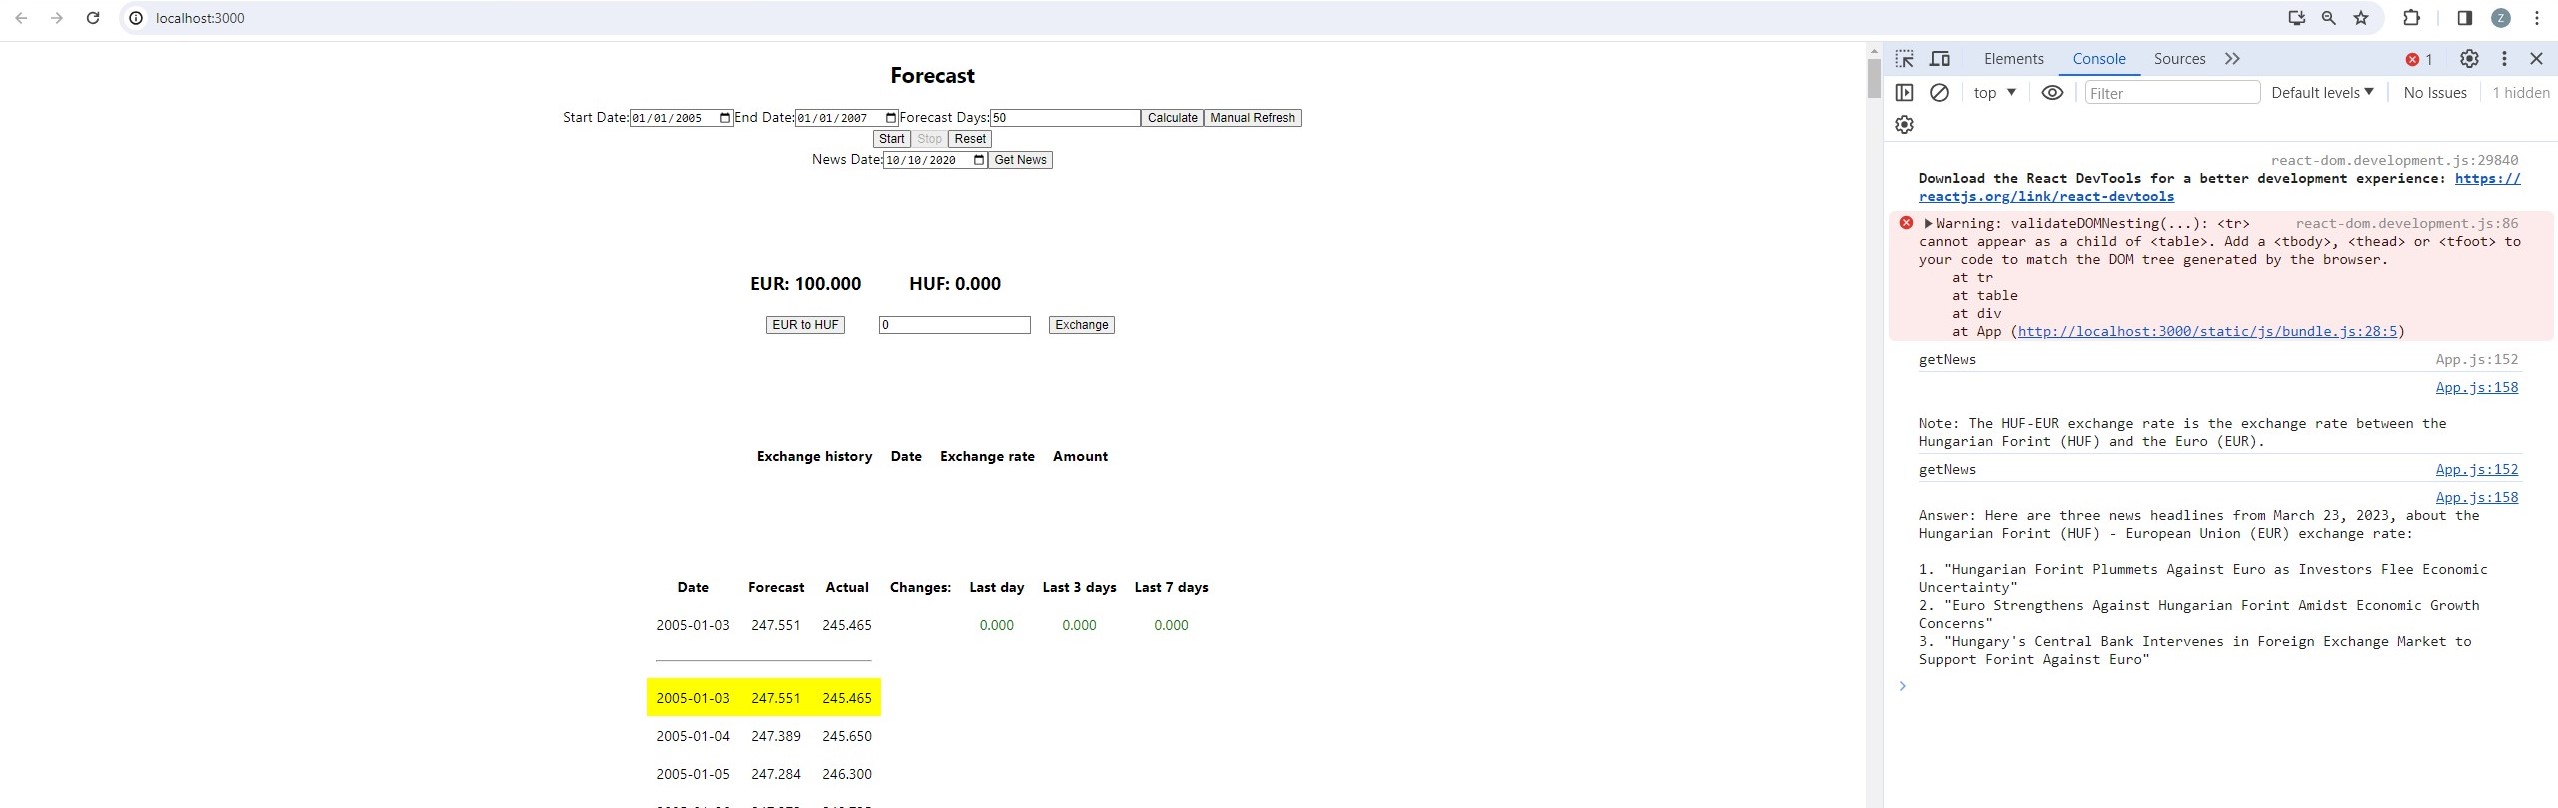 localhost:3000
Z
Forecast
Start Date: 01/01/2005 End Date: 01/01/2007 Forecast Days: 50 Calculate Manual Refresh
Start Stop Reset
News Date: 10/10/2020 Get News
EUR: 100.000 HUF: 0.000
EUR to HUF 0 Exchange
Exchange history Date Exchange rate Amount
Date Forecast Actual Changes: Last day Last 3 days Last 7 days
2005-01-03 247.551 245.465 0.000 0.000 0.000
2005-01-03 247.551 245.465
2005-01-04 247.389 245.650
2005-01-05 247.284 246.300
Elements Console Sources 1
top Filter Default levels No Issues 1 hidden
react-dom.development.js:29840
Download the React DevTools for a better development experience: https://
reactjs.org/link/react-devtools
Warning: validateDOMNesting(...): <tr> react-dom.development.js:86
cannot appear as a child of <table>. Add a <tbody>, <thead> or <tfoot> to
your code to match the DOM tree generated by the browser.
at tr
at table
at div
at App (http://localhost:3000/static/js/bundle.js:28:5)
getNews App.js:152
App.js:158
Note: The HUF-EUR exchange rate is the exchange rate between the
Hungarian Forint (HUF) and the Euro (EUR).
getNews App.js:152
App.js:158
Answer: Here are three news headlines from March 23, 2023, about the
Hungarian Forint (HUF) - European Union (EUR) exchange rate:
1. "Hungarian Forint Plummets Against Euro as Investors Flee Economic
Uncertainty"
2. "Euro Strengthens Against Hungarian Forint Amidst Economic Growth
Concerns"
3. "Hungary's Central Bank Intervenes in Foreign Exchange Market to
Support Forint Against Euro"